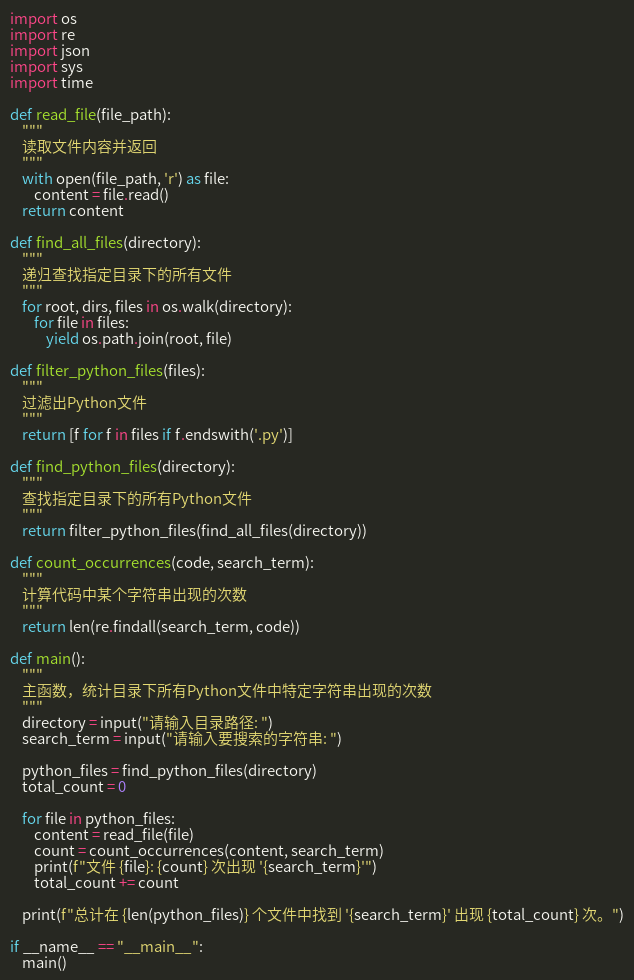 import os
import re
import json
import sys
import time

def read_file(file_path):
    """
    读取文件内容并返回
    """
    with open(file_path, 'r') as file:
        content = file.read()
    return content

def find_all_files(directory):
    """
    递归查找指定目录下的所有文件
    """
    for root, dirs, files in os.walk(directory):
        for file in files:
            yield os.path.join(root, file)

def filter_python_files(files):
    """
    过滤出Python文件
    """
    return [f for f in files if f.endswith('.py')]

def find_python_files(directory):
    """
    查找指定目录下的所有Python文件
    """
    return filter_python_files(find_all_files(directory))

def count_occurrences(code, search_term):
    """
    计算代码中某个字符串出现的次数
    """
    return len(re.findall(search_term, code))

def main():
    """
    主函数，统计目录下所有Python文件中特定字符串出现的次数
    """
    directory = input("请输入目录路径: ")
    search_term = input("请输入要搜索的字符串: ")

    python_files = find_python_files(directory)
    total_count = 0

    for file in python_files:
        content = read_file(file)
        count = count_occurrences(content, search_term)
        print(f"文件 {file}: {count} 次出现 '{search_term}'")
        total_count += count

    print(f"总计在 {len(python_files)} 个文件中找到 '{search_term}' 出现 {total_count} 次。")

if __name__ == "__main__":
    main()